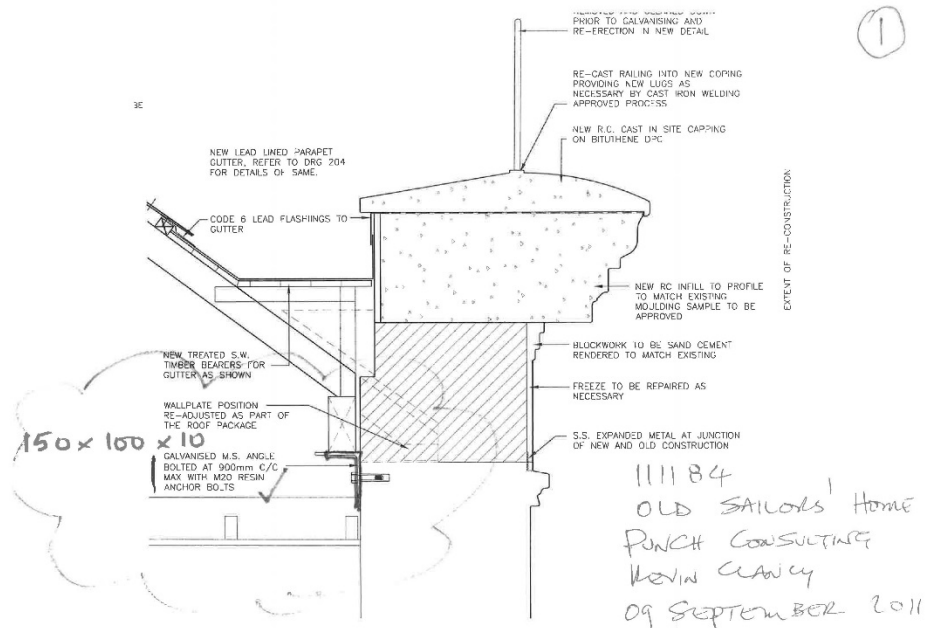 PRIOR TO GALVANISING AND
RE-ERECTION IN NEW DETAIL
1
RE-CAST RAILING INTO NEW COPING
PROVIDING NEW LUGS AS
NECESSARY BY CAST IRON WELDING
APPROVED PROCESS
3E
NEW R.C. CAST IN SITE CAPPING
ON BITUTHENE DPC
NEW LEAD LINED PARAPET
GUTTER, REFER TO DRG 204
FOR DETAILS OF SAME.
CODE 6 LEAD FLASHINGS TO
GUTTER
EXTENT OF RE-CONSTRUCTION
NEW RC INFILL TO PROFILE
TO MATCH EXISTING
MOULDING SAMPLE TO BE
APPROVED
BLOCKWORK TO BE SAND CEMENT
RENDERED TO MATCH EXISTING
NEW TREATED S.W.
TIMBER BEARERS FOR
GUTTER AS SHOWN
FREEZE TO BE REPAIRED AS
NECESSARY
WALLPLATE POSITION
RE-ADJUSTED AS PART OF
THE ROOF PACKAGE
S.S. EXPANDED METAL AT JUNCTION
OF NEW AND OLD CONSTRUCTION
150 x 100 x 10
GALVANISED M.S. ANGLE
BOLTED AT 900mm C/C
MAX WITH M20 RESIN
ANCHOR BOLTS
111184
OLD SAILORS' HOME
PUNCH CONSULTING
KEVIN CLANCY
09 SEPTEMBER 2011